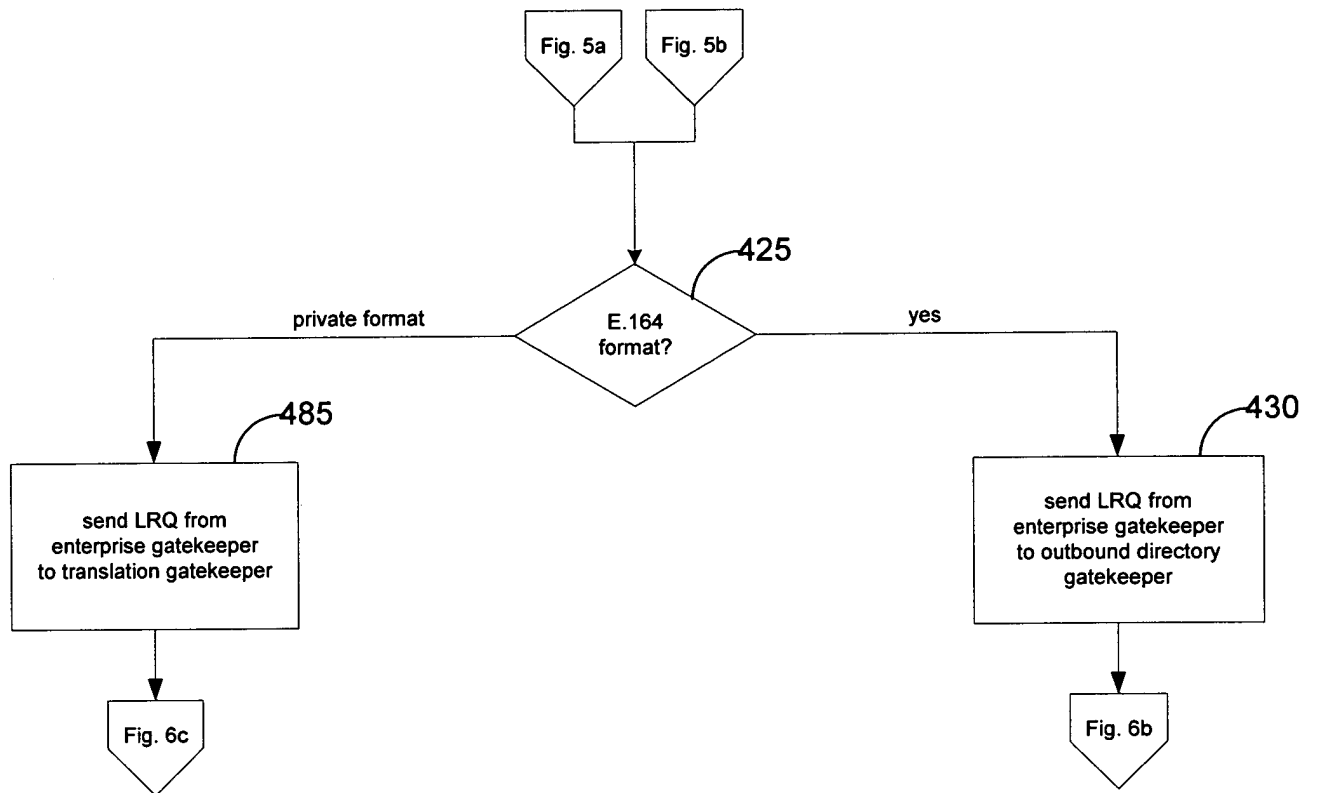 Fig. 5a
Fig. 5b
425
E.164
format?
private format
yes
485
430
send LRQ from
enterprise gatekeeper
to translation gatekeeper
send LRQ from
enterprise gatekeeper
to outbound directory
gatekeeper
Fig. 6c
Fig. 6b